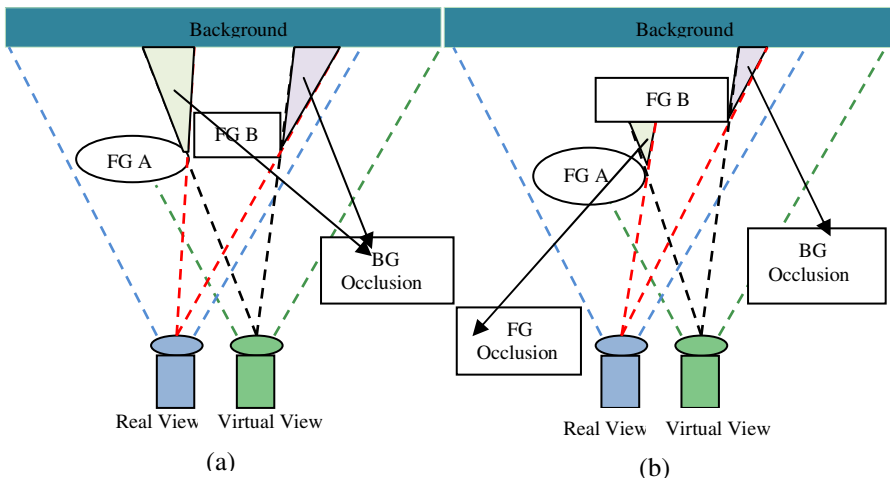 Background
FG B
FG A
BG
Occlusion
Real View
Virtual View
(a)
Background
FG B
FG A
BG
Occlusion
FG
Occlusion
Real View
Virtual View
(b)